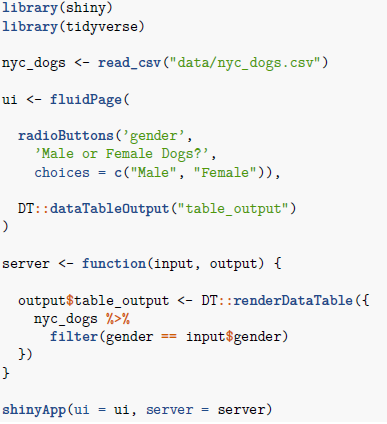 library(shiny)
library(tidyverse)

nyc_dogs <- read_csv("data/nyc_dogs.csv")

ui <- fluidPage(

  radioButtons('gender',
    'Male or Female Dogs?',
    choices = c("Male", "Female")),

  DT::dataTableOutput("table_output")
)

server <- function(input, output) {

  output$table_output <- DT::renderDataTable({
    nyc_dogs %>%
      filter(gender == input$gender)
  })
}

shinyApp(ui = ui, server = server)